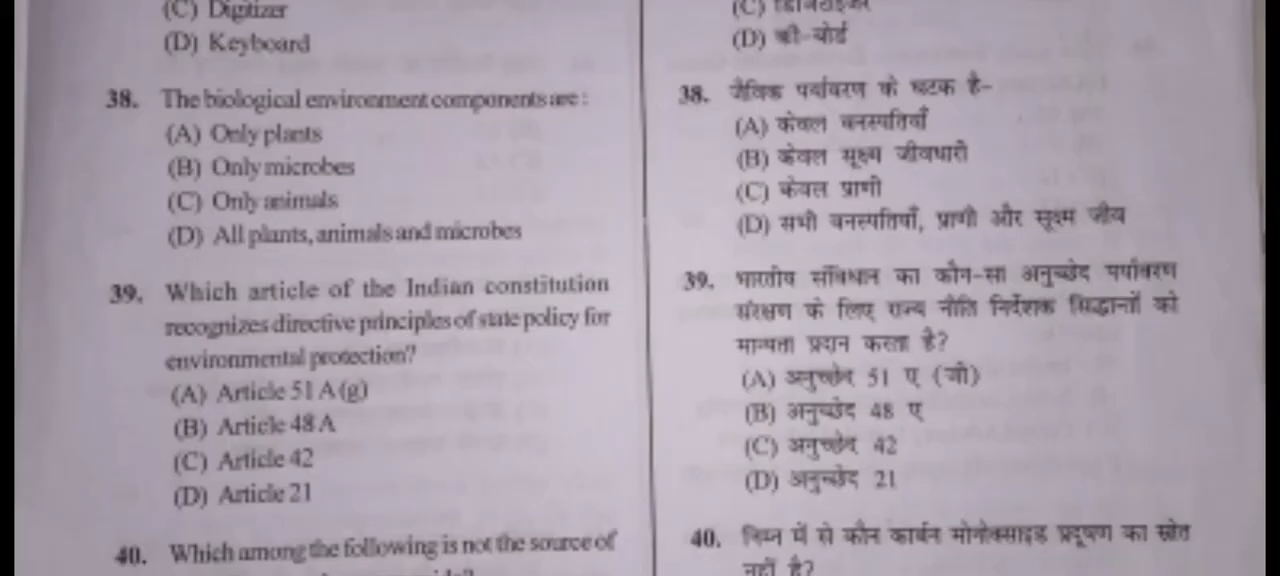 (C) Digitizer
(D) Keyboard
38. The biological environment components are :
(A) Only plants
(B) Only microbes
(C) Only animals
(D) All plants, animals and microbes
39. Which article of the Indian constitution
recognizes directive principles of state policy for
environmental protection?
(A) Article 51 A (g)
(B) Article 48 A
(C) Article 42
(D) Article 21
40. Which among the following is not the source of
(C) डिजिटाइजर
(D) की-बोर्ड
38. जैविक पर्यावरण के घटक है-
(A) केवल वनस्पतियाँ
(B) केवल सूक्ष्म जीवधारी
(C) केवल प्राणी
(D) सभी वनस्पतियाँ, प्राणी और सूक्ष्म जीव
39. भारतीय संविधान का कौन-सा अनुच्छेद पर्यावरण
संरक्षण के लिए राज्य नीति निर्देशक सिद्धान्तों को
मान्यता प्रदान करता है?
(A) अनुच्छेद 51 ए (जी)
(B) अनुच्छेद 48 ए
(C) अनुच्छेद 42
(D) अनुच्छेद 21
40. निम्न में से कौन कार्बन मोनोक्साइड प्रदूषण का स्रोत
नहीं है?